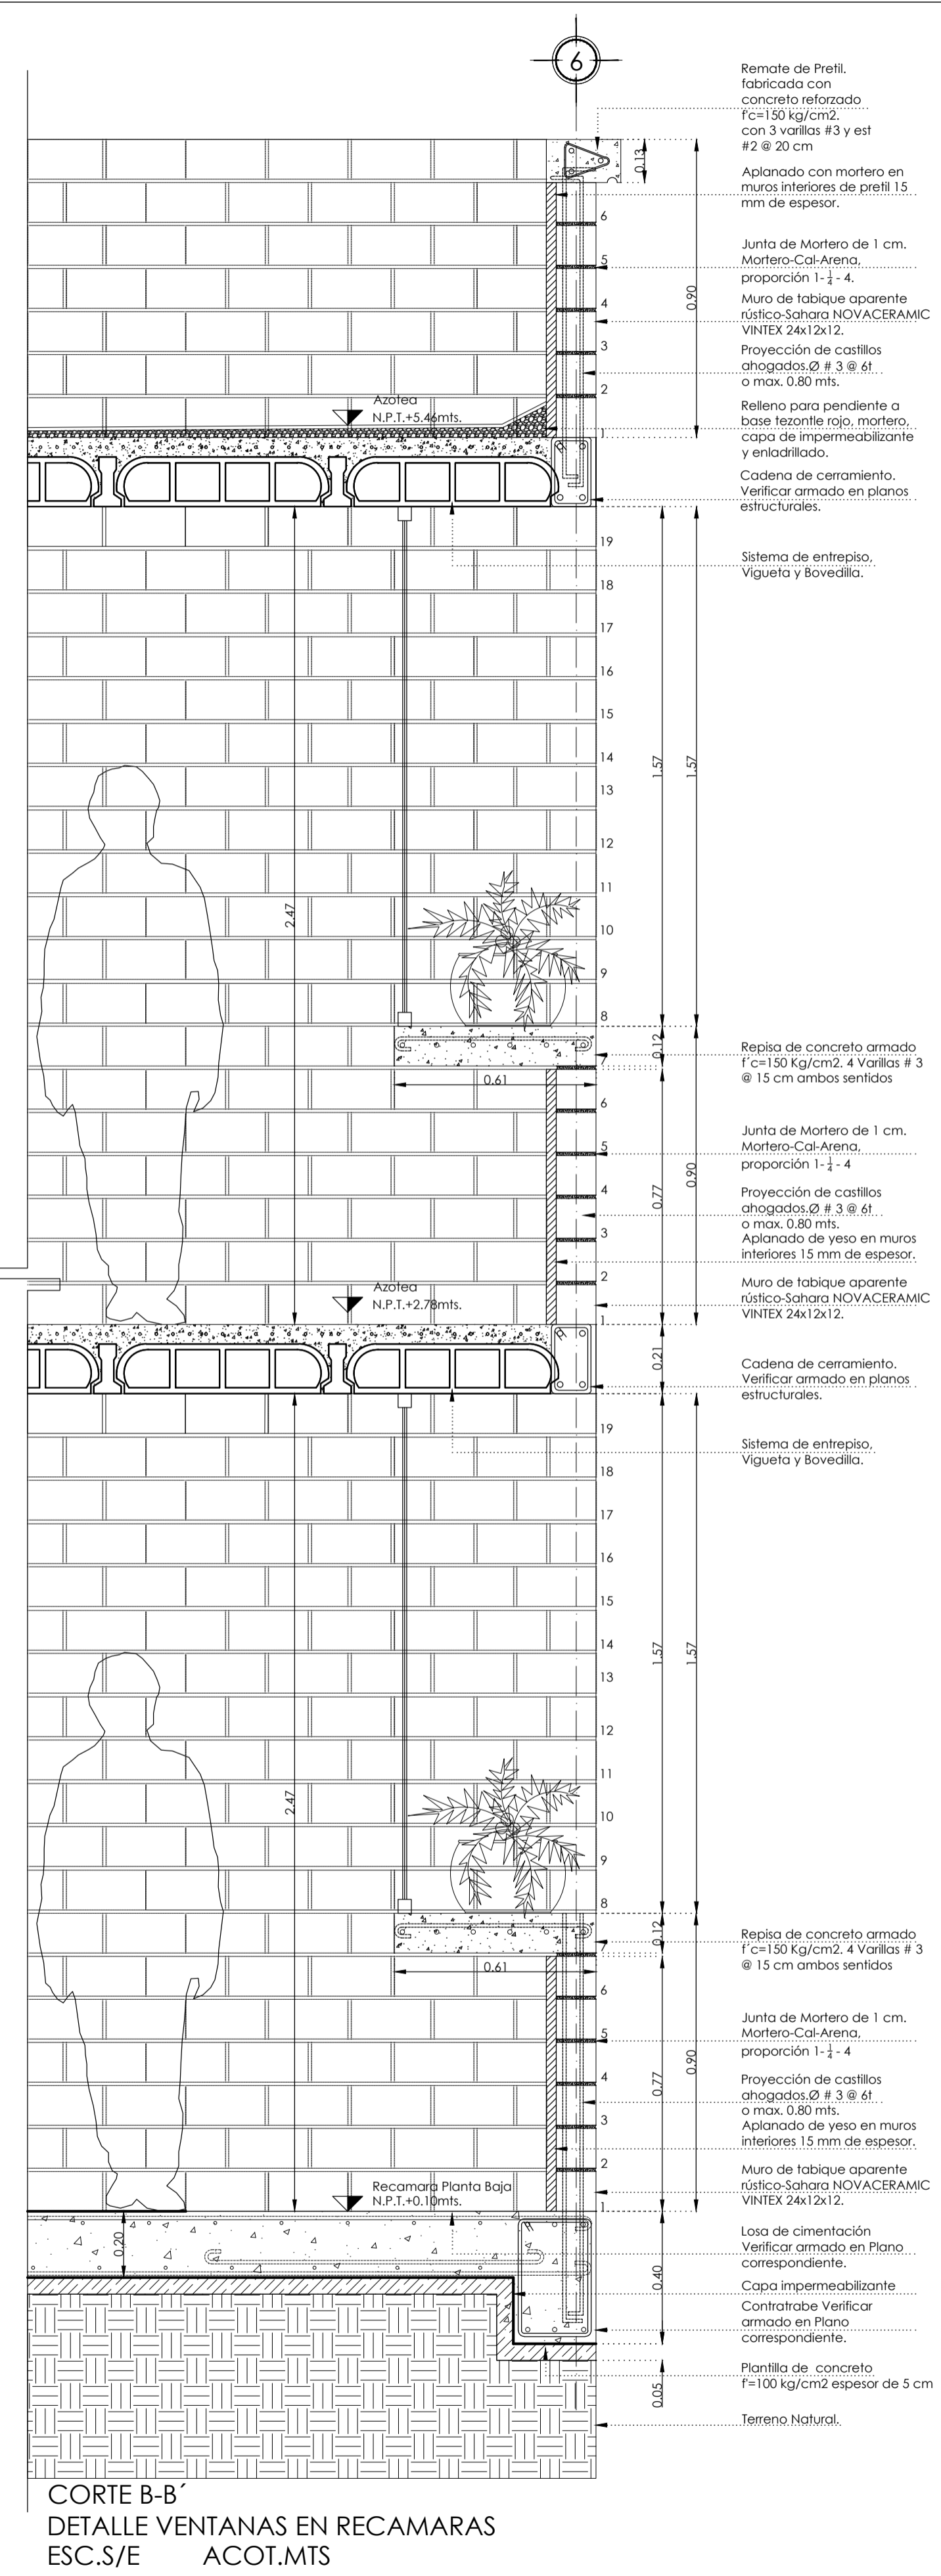 6
Remate de Pretil.
fabricada con
concreto reforzado
f'c=150 kg/cm2.
con 3 varillas #3 y est
#2 @ 20 cm
0.13
Aplanado con mortero en
muros interiores de pretil 15
mm de espesor.
6
Junta de Mortero de 1 cm.
Mortero-Cal-Arena,
proporción 1- 1/4 - 4.
5
0.90
Muro de tabique aparente
rústico-Sahara NOVACERAMIC
VINTEX 24x12x12.
4
Proyección de castillos
ahogados.Ø # 3 @ 6t
o max. 0.80 mts.
3
2
Azotea
N.P.T.+5.46mts.
Relleno para pendiente a
base tezontle rojo, mortero,
capa de impermeabilizante
y enladrillado.
1
Cadena de cerramiento.
Verificar armado en planos
estructurales.
19
Sistema de entrepiso,
Vigueta y Bovedilla.
18
17
16
15
14
1.57
1.57
13
12
11
2.47
10
9
8
0.12
Repisa de concreto armado
f´c=150 Kg/cm2. 4 Varillas # 3
@ 15 cm ambos sentidos
7
0.61
6
Junta de Mortero de 1 cm.
Mortero-Cal-Arena,
proporción 1- 1/4 - 4
5
0.90
0.77
4
Proyección de castillos
ahogados.Ø # 3 @ 6t
o max. 0.80 mts.
Aplanado de yeso en muros
interiores 15 mm de espesor.
3
2
Azotea
N.P.T.+2.78mts.
Muro de tabique aparente
rústico-Sahara NOVACERAMIC
VINTEX 24x12x12.
1
0.21
Cadena de cerramiento.
Verificar armado en planos
estructurales.
19
Sistema de entrepiso,
Vigueta y Bovedilla.
18
17
16
15
14
1.57
1.57
13
12
11
2.47
10
9
8
0.12
Repisa de concreto armado
f´c=150 Kg/cm2. 4 Varillas # 3
@ 15 cm ambos sentidos
7
0.61
6
Junta de Mortero de 1 cm.
Mortero-Cal-Arena,
proporción 1- 1/4 - 4
5
0.90
0.77
4
Proyección de castillos
ahogados.Ø # 3 @ 6t
o max. 0.80 mts.
Aplanado de yeso en muros
interiores 15 mm de espesor.
3
2
Recamara Planta Baja
N.P.T.+0.10mts.
Muro de tabique aparente
rústico-Sahara NOVACERAMIC
VINTEX 24x12x12.
1
0.20
Losa de cimentación
Verificar armado en Plano
correspondiente.
0.40
Capa impermeabilizante
Contratrabe Verificar
armado en Plano
correspondiente.
0.05
Plantilla de concreto
f'=100 kg/cm2 espesor de 5 cm
Terreno Natural.
CORTE B-B´
DETALLE VENTANAS EN RECAMARAS
ESC.S/E ACOT.MTS